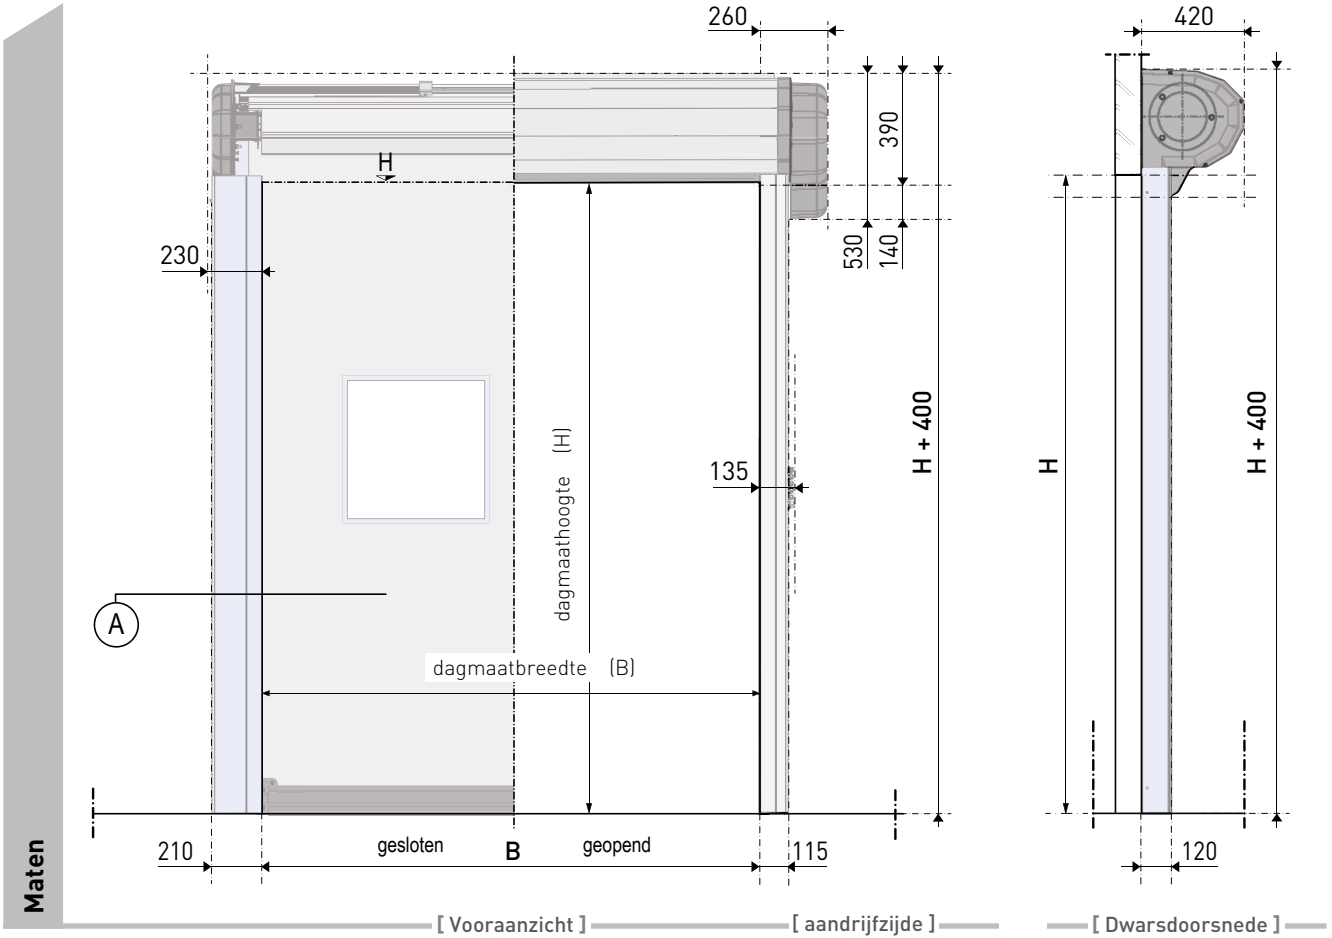 260
420
390
H
530
140
230
dagmaathoogte (H)
H + 400
H
H + 400
135
A
dagmaatbreedte (B)
Maten
210
gesloten
B
geopend
115
120
[ Vooraanzicht ]
[ aandrijfzijde ]
[ Dwarsdoorsnede ]